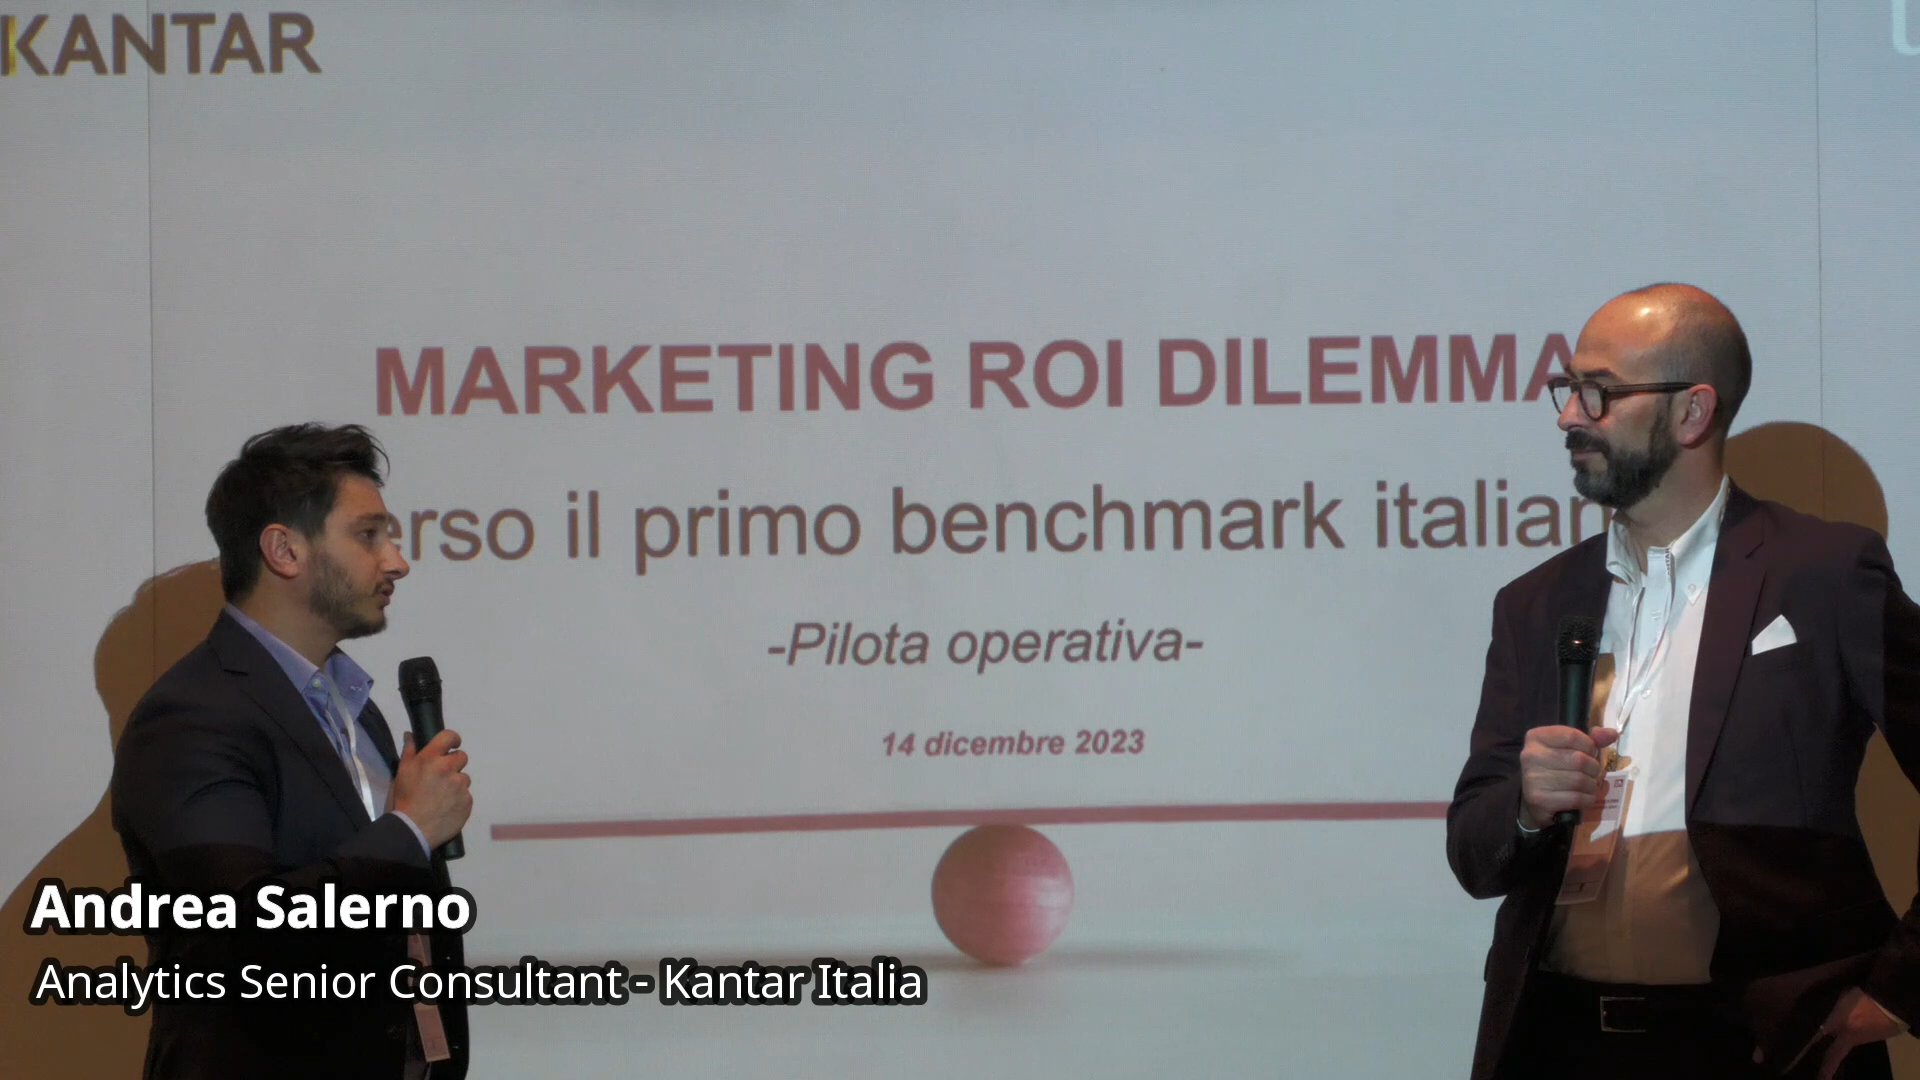 KANTAR
MARKETING ROI DILEMMA
erso il primo benchmark italian
-Pilota operativa-
14 dicembre 2023
Andrea Salerno
Analytics Senior Consultant - Kantar Italia